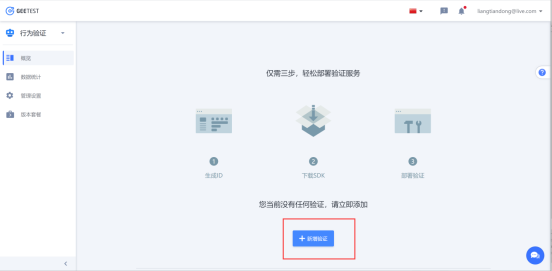 GEETEST
liangtiandong@live.com
行为验证
概览
数据统计
管理设置
版本套餐
仅需三步，轻松部署验证服务
1
2
3
生成ID
下载SDK
部署验证
您当前没有任何验证，请立即添加
+ 新增验证